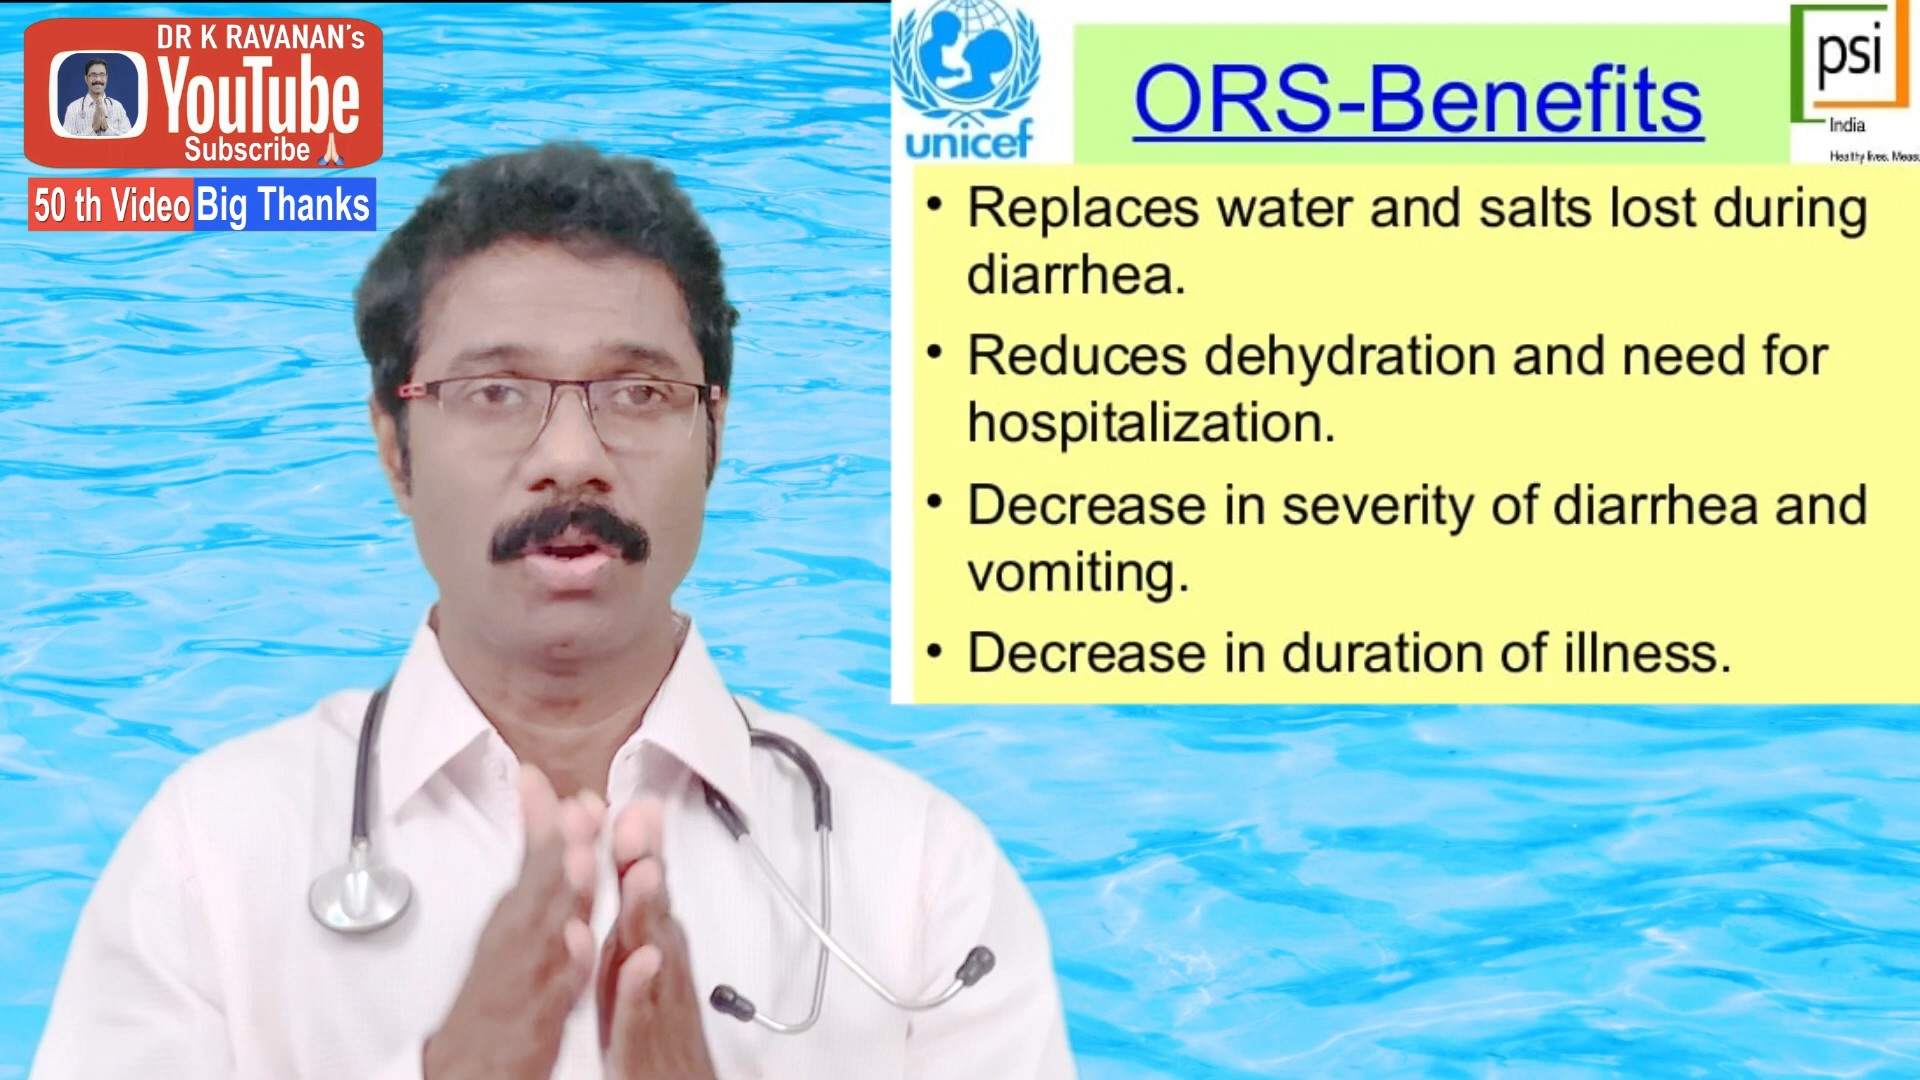 DR K RAVANAN's
YouTube
Subscribe
50 th Video Big Thanks
unicef
ORS-Benefits
psi
India
Healthy lives.
• Replaces water and salts lost during
diarrhea.
• Reduces dehydration and need for
hospitalization.
• Decrease in severity of diarrhea and
vomiting.
• Decrease in duration of illness.